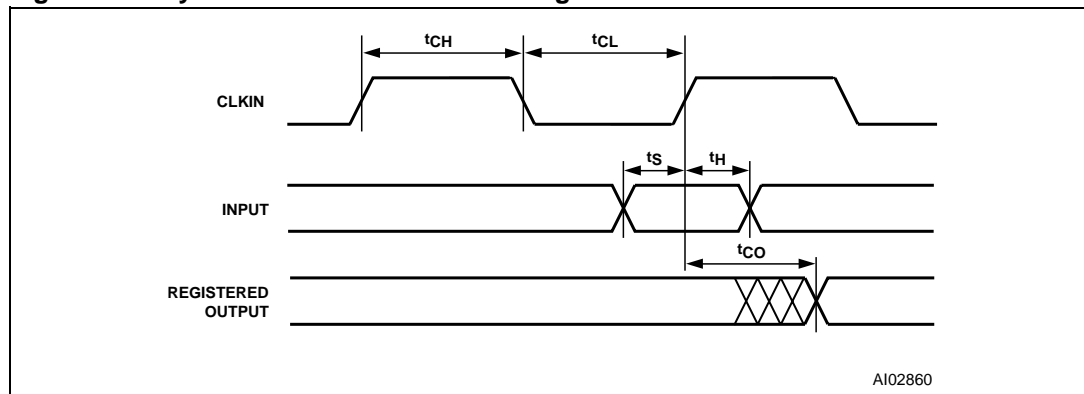 tCH
tCL
CLKIN
tS
tH
INPUT
tCO
REGISTERED
OUTPUT
AI02860